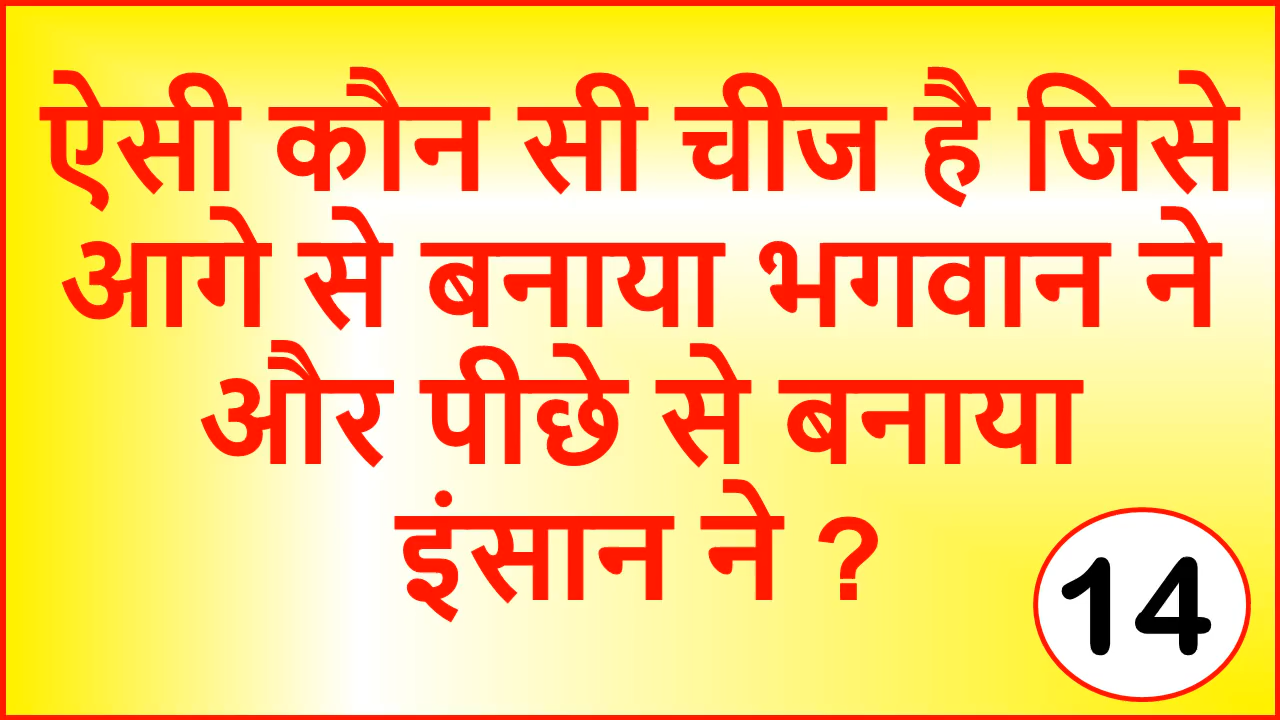 ऐसी कौन सी चीज है जिसे
आगे से बनाया भगवान ने
और पीछे से बनाया
इंसान ने ?
14